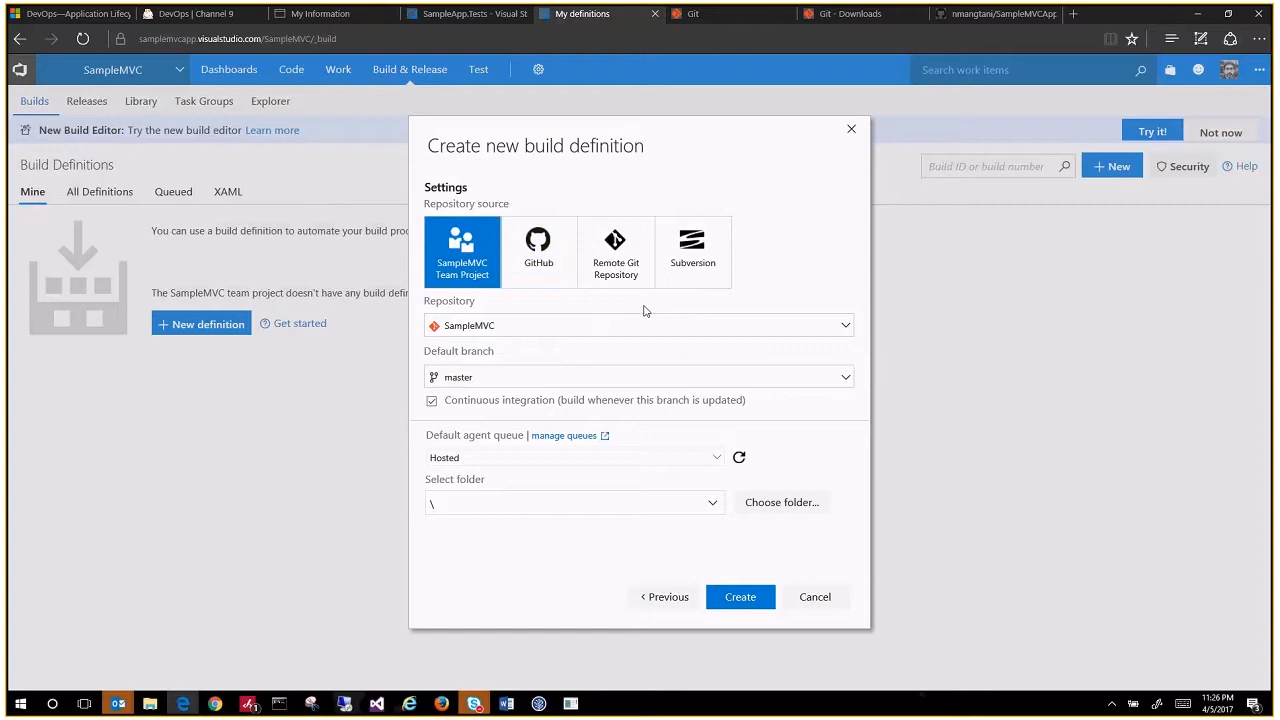 DevOps—Application Lifecy
DevOps | Channel 9
My Information
SampleApp.Tests - Visual St
My definitions
Git
Git - Downloads
nmangtani/SampleMVCApp
samplemvcapp.visualstudio.com/SampleMVC/_build
SampleMVC
Dashboards
Code
Work
Build & Release
Test
Search work items
Builds
Releases
Library
Task Groups
Explorer
New Build Editor: Try the new build editor Learn more
Try it!
Not now
Build Definitions
Build ID or build number
+ New
Security
Help
Mine
All Definitions
Queued
XAML
You can use a build definition to automate your build proc
The SampleMVC team project doesn't have any build defin
+ New definition
Get started
Create new build definition
Settings
Repository source
SampleMVC
Team Project
GitHub
Remote Git
Repository
Subversion
Repository
SampleMVC
Default branch
master
Continuous integration (build whenever this branch is updated)
Default agent queue | manage queues
Hosted
Select folder
\
Choose folder...
‹ Previous
Create
Cancel
11:26 PM
4/5/2017